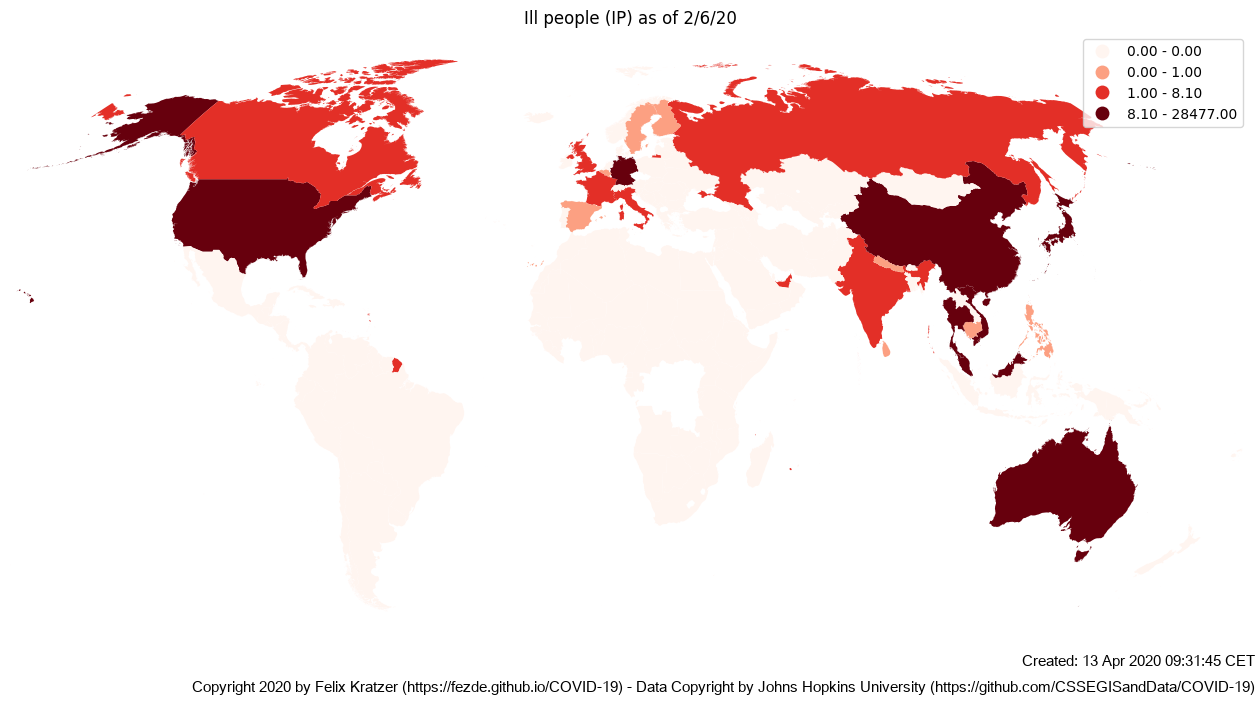 Ill people (IP) as of 2/6/20
0.00 - 0.00
0.00 - 1.00
1.00 - 8.10
8.10 - 28477.00
Created: 13 Apr 2020 09:31:45 CET
Copyright 2020 by Felix Kratzer (https://fezde.github.io/COVID-19) - Data Copyright by Johns Hopkins University (https://github.com/CSSEGISandData/COVID-19)